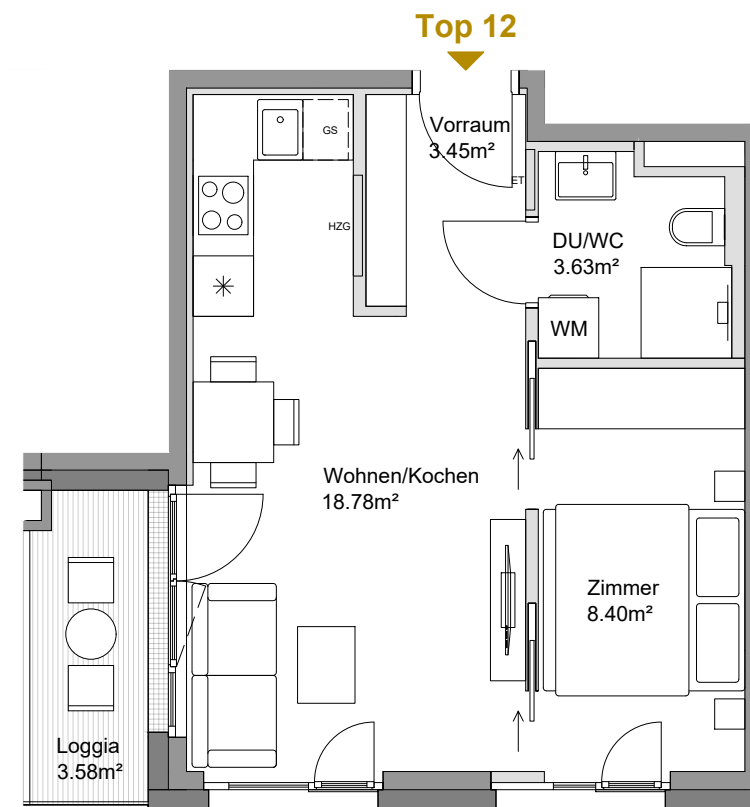 Top 12
Vorraum
3.45m²
GS
ET
HZG
DU/WC
3.63m²
WM
Wohnen/Kochen
18.78m²
Zimmer
8.40m²
Loggia
3.58m²